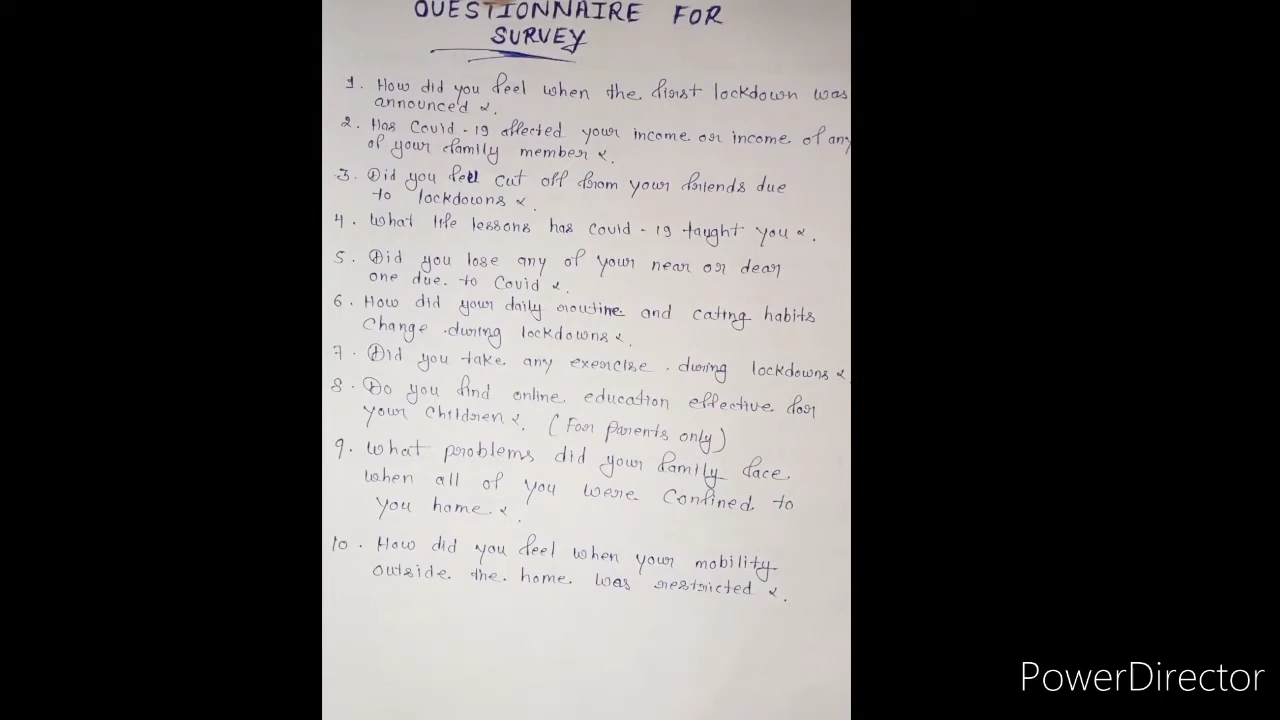 QUESTIONNAIRE FOR
SURVEY
1. How did you feel when the first lockdown was
announced ?
2. Has Covid-19 affected your income or income of any
of your family member ?
3. Did you feel cut off from your friends due
to lockdowns ?
4. What life lessons has covid-19 taught you ?
5. Did you lose any of your near or dear
one due to Covid ?
6. How did your daily routine and eating habits
change during lockdowns ?
7. Did you take any exercise during lockdowns ?
8. Do you find online education effective for
your children ? (For parents only)
9. What problems did your family face
when all of you were confined to
you home ?
10. How did you feel when your mobility
outside the home was restricted ?
PowerDirector